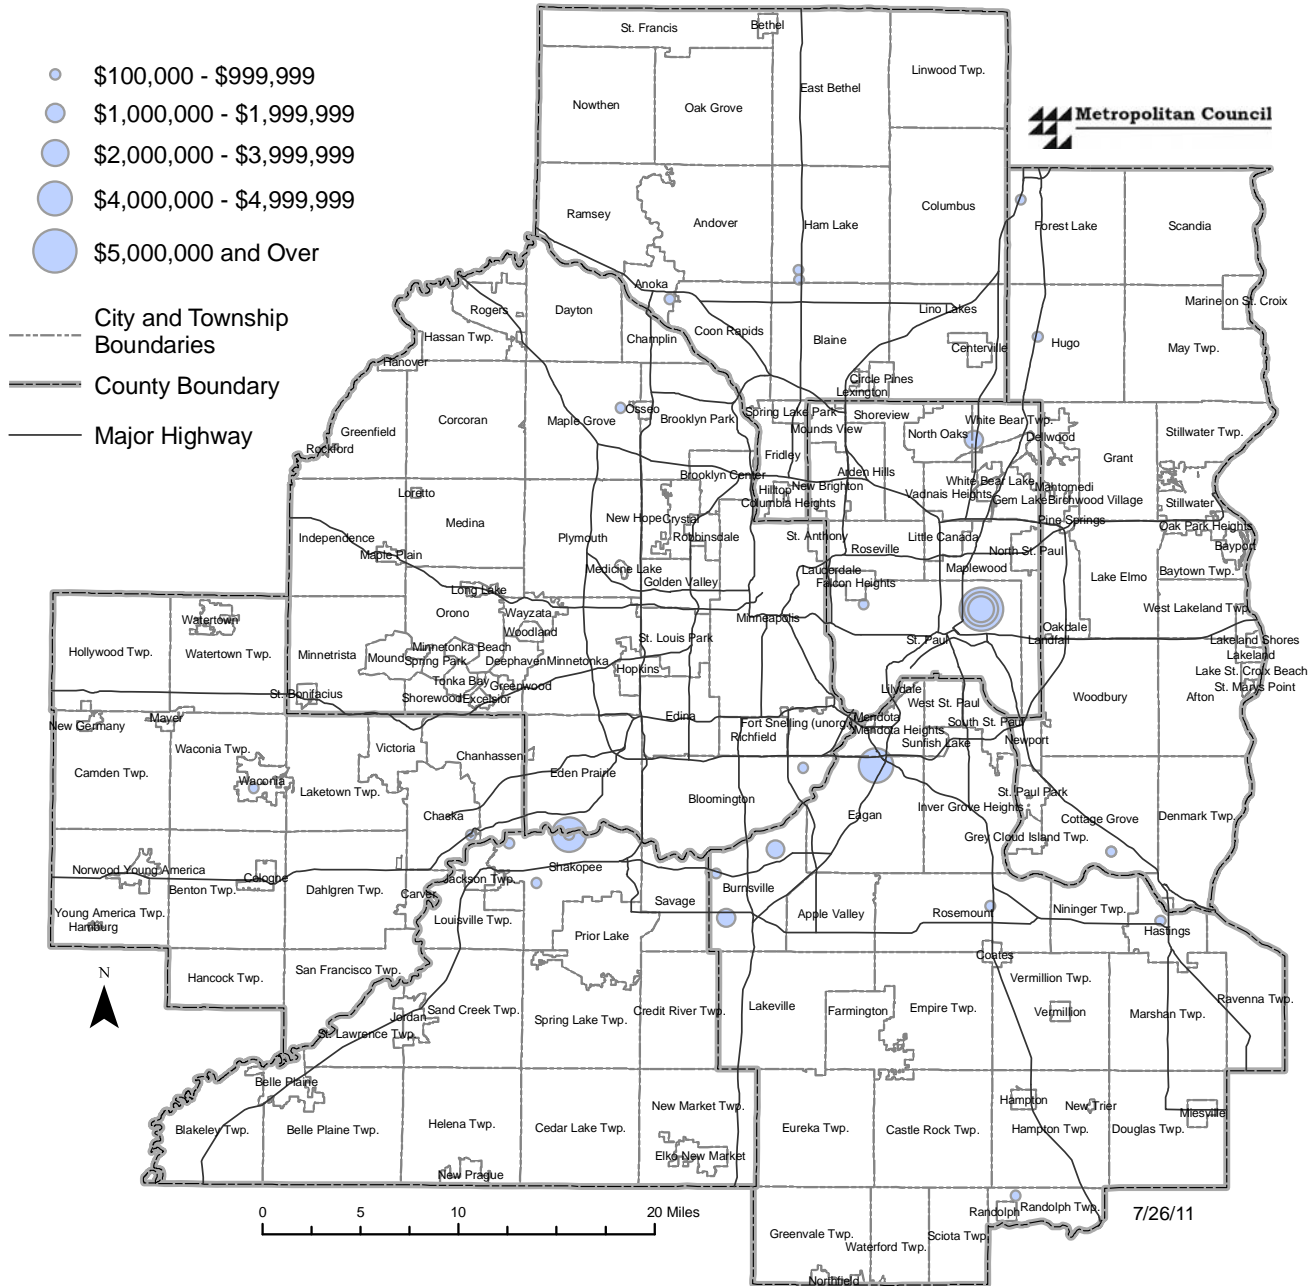 $100,000 - $999,999
$1,000,000 - $1,999,999
$2,000,000 - $3,999,999
$4,000,000 - $4,999,999
$5,000,000 and Over
City and Township
Boundaries
County Boundary
Major Highway
Metropolitan Council
St. Francis
Bethel
Linwood Twp.
East Bethel
Nowthen
Oak Grove
Ramsey
Andover
Ham Lake
Columbus
Forest Lake
Scandia
Anoka
Rogers
Dayton
Lino Lakes
Marine on St. Croix
Hassan Twp.
Champlin
Coon Rapids
Blaine
Centerville
Hugo
May Twp.
Hanover
Circle Pines
Lexington
Corcoran
Maple Grove
Osseo
Brooklyn Park
Spring Lake Park
Shoreview
White Bear Twp.
Greenfield
Mounds View
North Oaks
Dellwood
Stillwater Twp.
Rockford
Fridley
Grant
Brooklyn Center
Arden Hills
White Bear Lake
Mahtomedi
Loretto
Hilltop
New Brighton
Vadnais Heights
Gem Lake
Birchwood Village
Stillwater
Columbia Heights
Medina
New Hope
Crystal
Pine Springs
Oak Park Heights
Independence
Plymouth
Robbinsdale
St. Anthony
Little Canada
Roseville
North St. Paul
Bayport
Maple Plain
Medicine Lake
Lauderdale
Maplewood
Baytown Twp.
Golden Valley
Falcon Heights
Lake Elmo
Long Lake
Orono
Wayzata
West Lakeland Twp.
Watertown
Minneapolis
Woodland
Oakdale
St. Louis Park
St. Paul
Landfall
Lakeland Shores
Hollywood Twp.
Watertown Twp.
Minnetrista
Mound
Minnetonka Beach
Spring Park
Deephaven
Minnetonka
Lakeland
Hopkins
Lake St. Croix Beach
Tonka Bay
Greenwood
St. Marys Point
St. Bonifacius
Shorewood
Excelsior
Lilydale
West St. Paul
Woodbury
Afton
New Germany
Mayer
Edina
Fort Snelling (unorg.)
Mendota
South St. Paul
Mendota Heights
Richfield
Sunfish Lake
Newport
Waconia Twp.
Victoria
Chanhassen
Camden Twp.
Waconia
Laketown Twp.
Eden Prairie
Bloomington
St. Paul Park
Inver Grove Heights
Chaska
Eagan
Cottage Grove
Denmark Twp.
Grey Cloud Island Twp.
Norwood Young America
Cologne
Shakopee
Jackson Twp.
Benton Twp.
Dahlgren Twp.
Carver
Burnsville
Savage
Young America Twp.
Hamburg
Louisville Twp.
Apple Valley
Rosemount
Nininger Twp.
Prior Lake
Hastings
Coates
Hancock Twp.
San Francisco Twp.
Vermillion Twp.
N
Jordan
Sand Creek Twp.
Spring Lake Twp.
Credit River Twp.
Lakeville
Farmington
Empire Twp.
Vermillion
Marshan Twp.
Ravenna Twp.
St. Lawrence Twp.
Belle Plaine
Blakeley Twp.
Belle Plaine Twp.
Helena Twp.
Cedar Lake Twp.
New Market Twp.
Eureka Twp.
Castle Rock Twp.
Hampton
New Trier
Hampton Twp.
Douglas Twp.
Miesville
Elko New Market
New Prague
Randolph
Randolph Twp.
7/26/11
0 5 10 20 Miles
Greenvale Twp.
Waterford Twp.
Sciota Twp.
Northfield